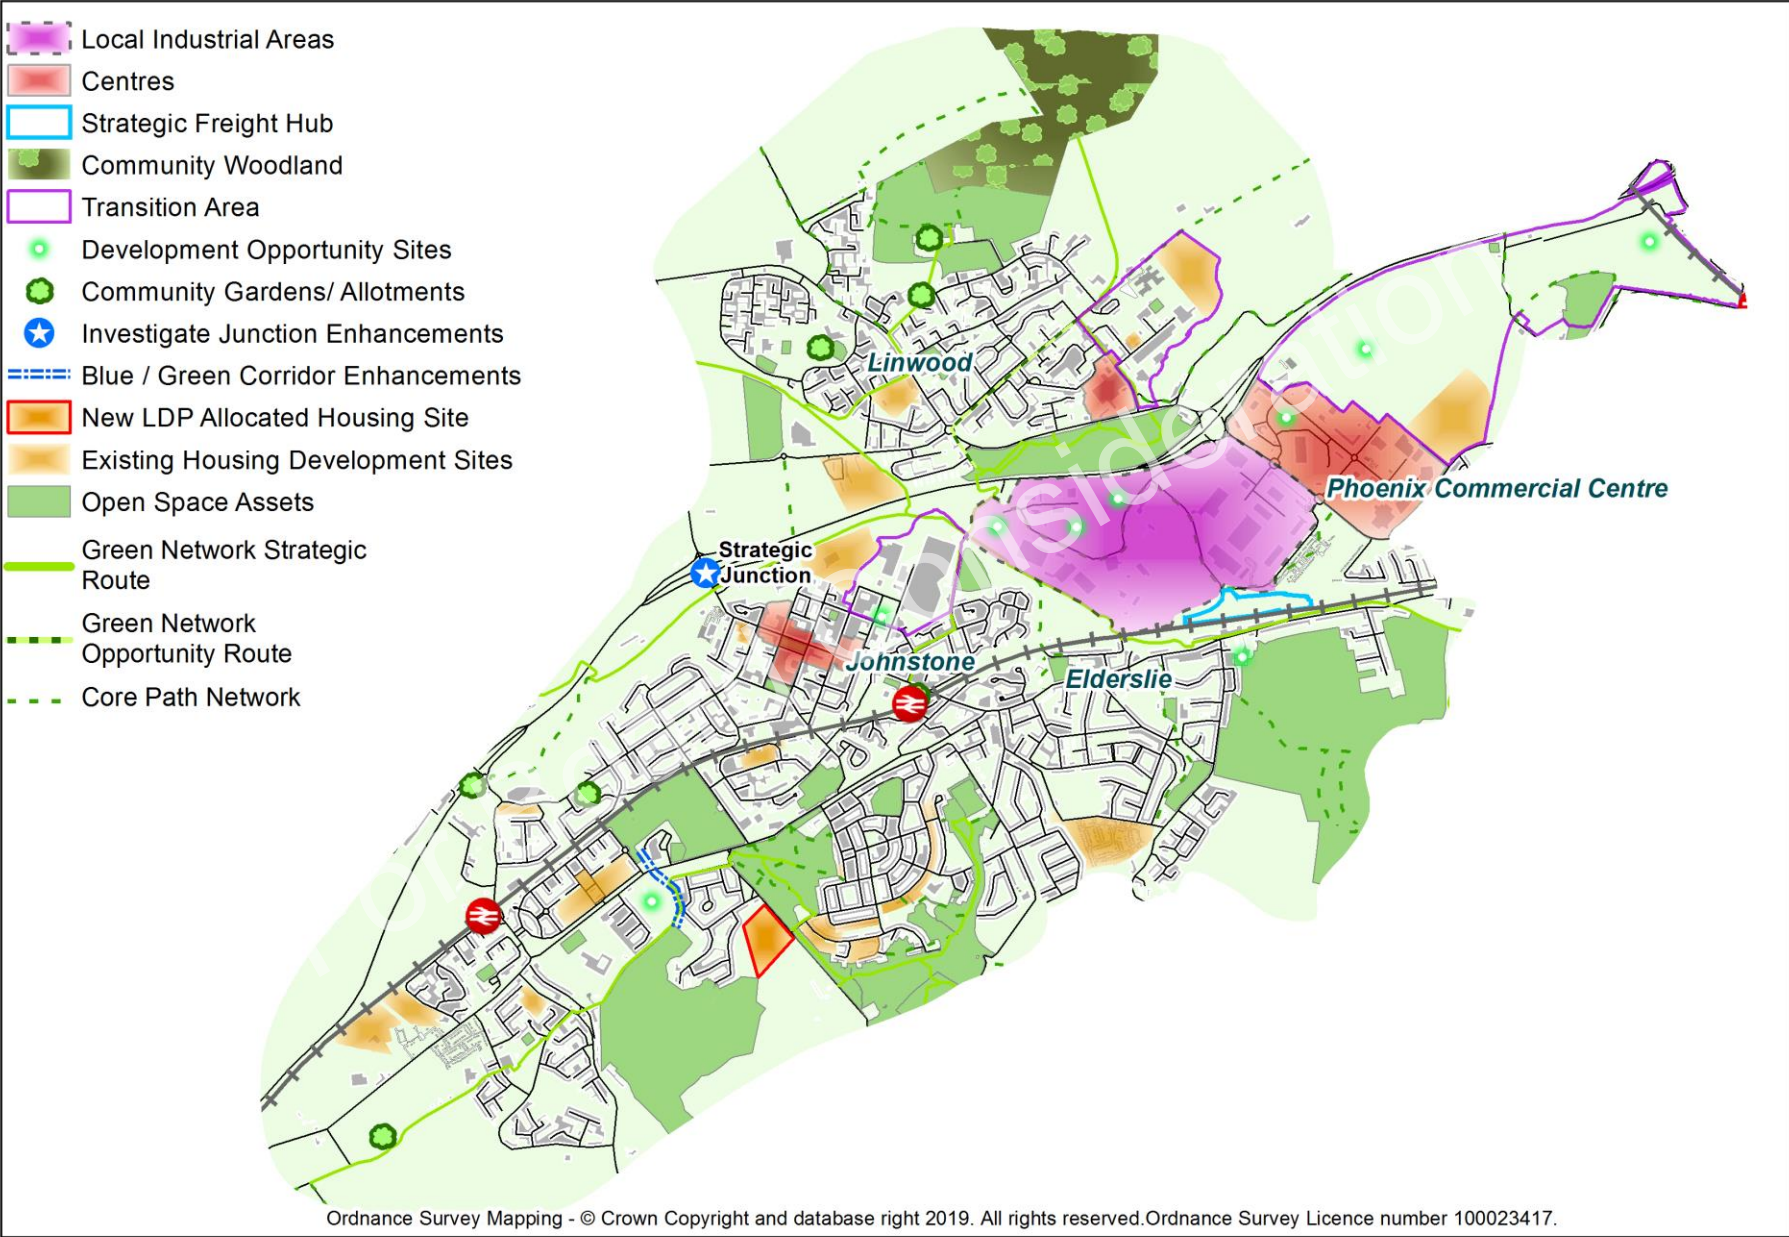 Local Industrial Areas
Centres
Strategic Freight Hub
Community Woodland
Transition Area
Development Opportunity Sites
Community Gardens/ Allotments
Investigate Junction Enhancements
Blue / Green Corridor Enhancements
New LDP Allocated Housing Site
Existing Housing Development Sites
Open Space Assets
Green Network Strategic
Route
Green Network
Opportunity Route
Core Path Network
Linwood
Phoenix Commercial Centre
Strategic
Junction
Johnstone
Elderslie
Ordnance Survey Mapping - © Crown Copyright and database right 2019. All rights reserved.Ordnance Survey Licence number 100023417.